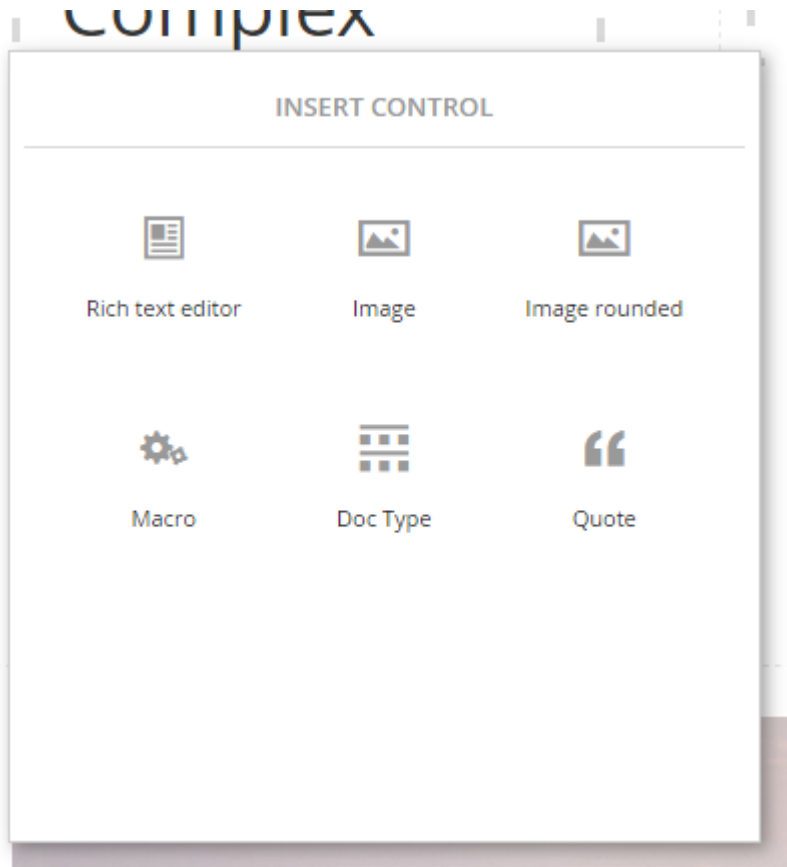 Complex
INSERT CONTROL
Rich text editor
Image
Image rounded
Macro
Doc Type
Quote